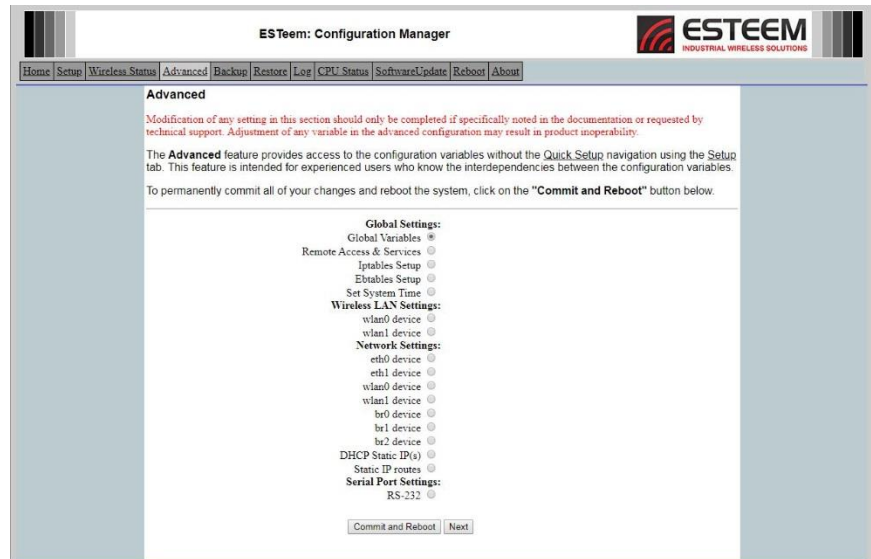 ESTeem: Configuration Manager
ESTEEM
INDUSTRIAL WIRELESS SOLUTIONS
Home Setup Wireless Status Advanced Backup Restore Log CPU Status SoftwareUpdate Reboot About
Advanced
Modification of any setting in this section should only be completed if specifically noted in the documentation or requested by
technical support. Adjustment of any variable in the advanced configuration may result in product inoperability.
The Advanced feature provides access to the configuration variables without the Quick Setup navigation using the Setup
tab. This feature is intended for experienced users who know the interdependencies between the configuration variables.
To permanently commit all of your changes and reboot the system, click on the "Commit and Reboot" button below.
Global Settings:
Global Variables
Remote Access & Services
Iptables Setup
Ebtables Setup
Set System Time
Wireless LAN Settings:
wlan0 device
wlan1 device
Network Settings:
eth0 device
eth1 device
wlan0 device
wlan1 device
br0 device
br1 device
br2 device
DHCP Static IP(s)
Static IP routes
Serial Port Settings:
RS-232
Commit and Reboot Next